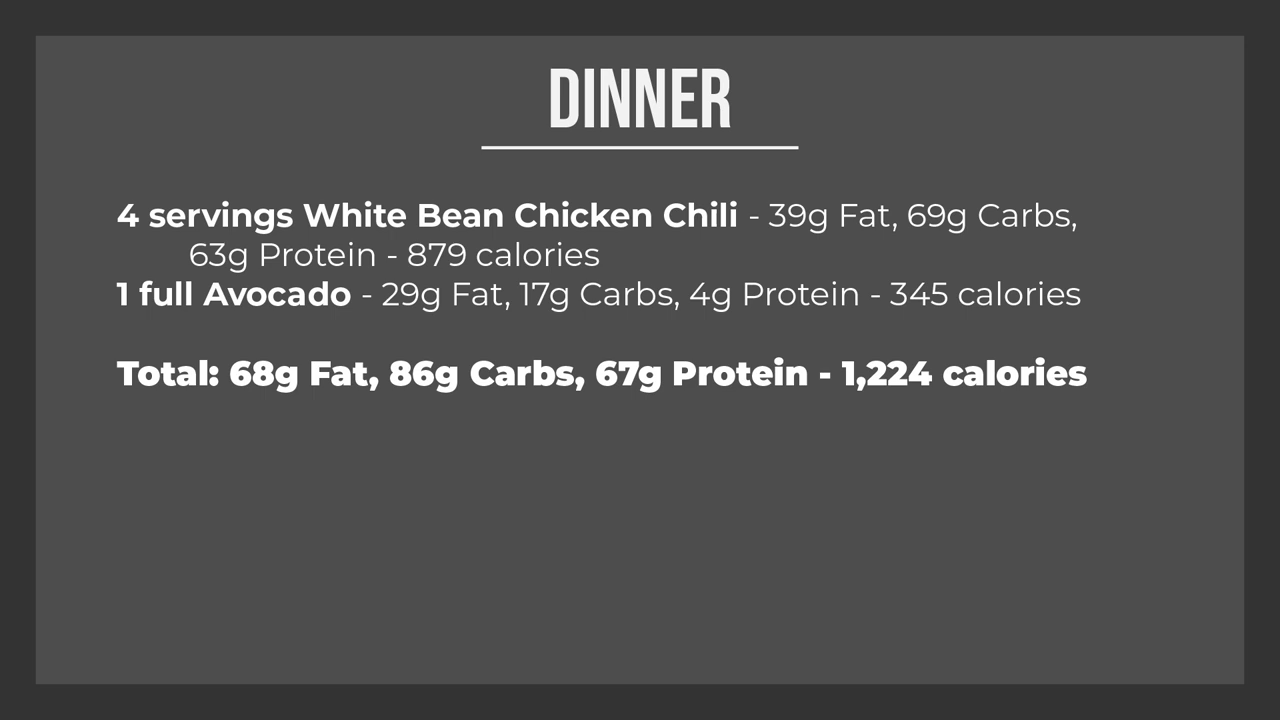 DINNER
4 servings White Bean Chicken Chili - 39g Fat, 69g Carbs,
63g Protein - 879 calories
1 full Avocado - 29g Fat, 17g Carbs, 4g Protein - 345 calories
Total: 68g Fat, 86g Carbs, 67g Protein - 1,224 calories